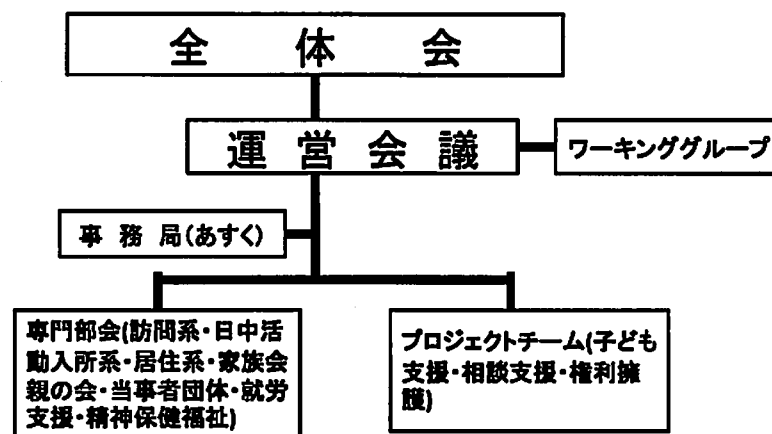 全体会
運営会議
ワーキンググループ
事務局(あすく)
専門部会(訪問系・日中活
動入所系・居住系・家族会
親の会・当事者団体・就労
支援・精神保健福祉)
プロジェクトチーム(子ども
支援・相談支援・権利擁
護)